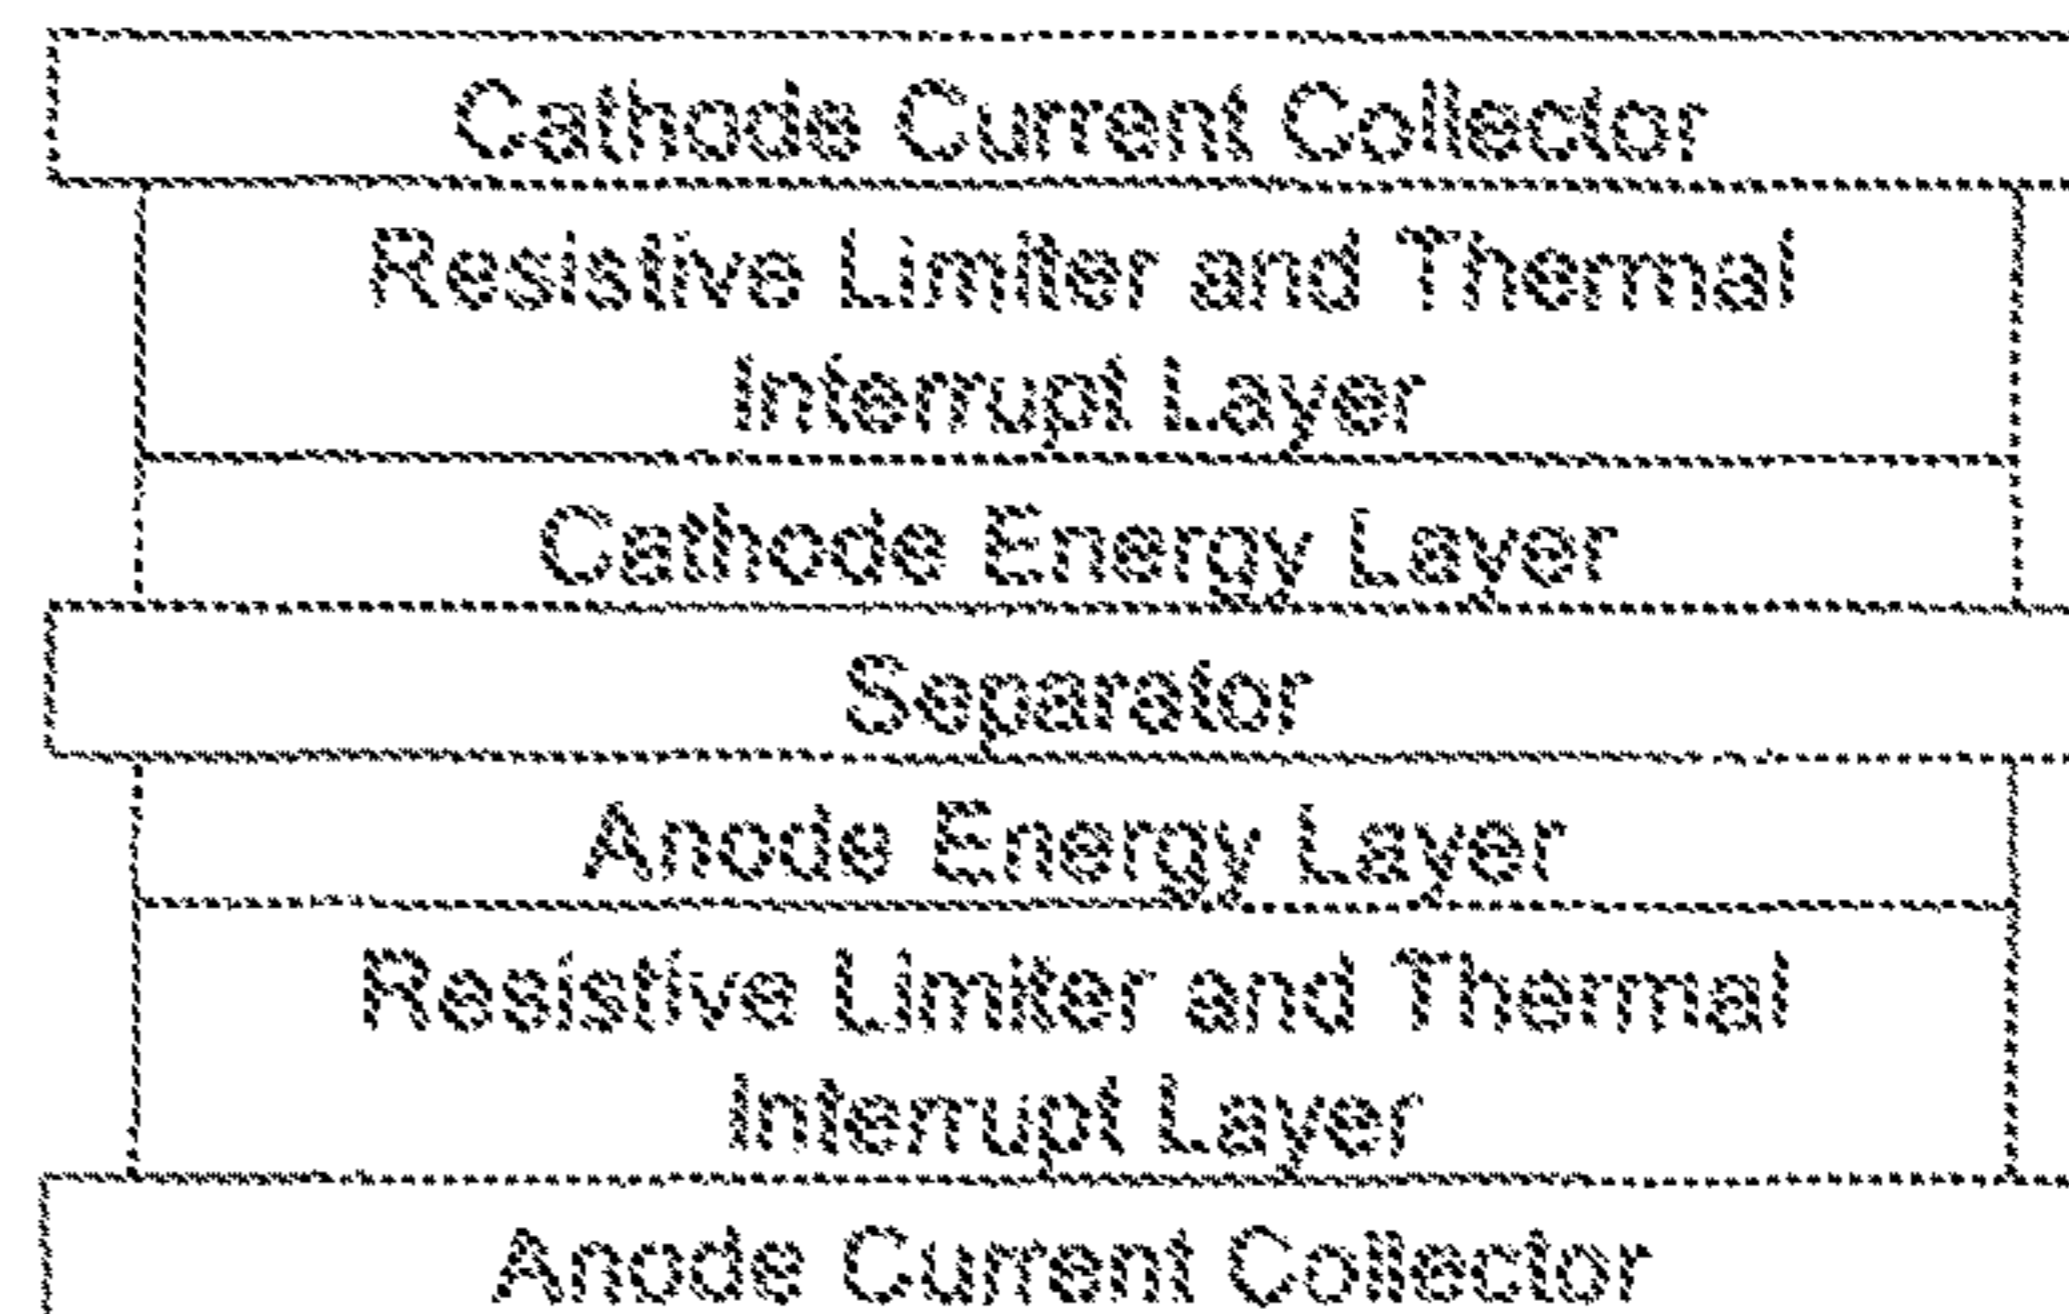 Cathode Current Collector
Resistive Limiter and Thermal
Interrupt Layer
Cathode Energy Layer
Separator
Anode Energy Layer
Resistive Limiter and Thermal
Interrupt Layer
Anode Current Collector